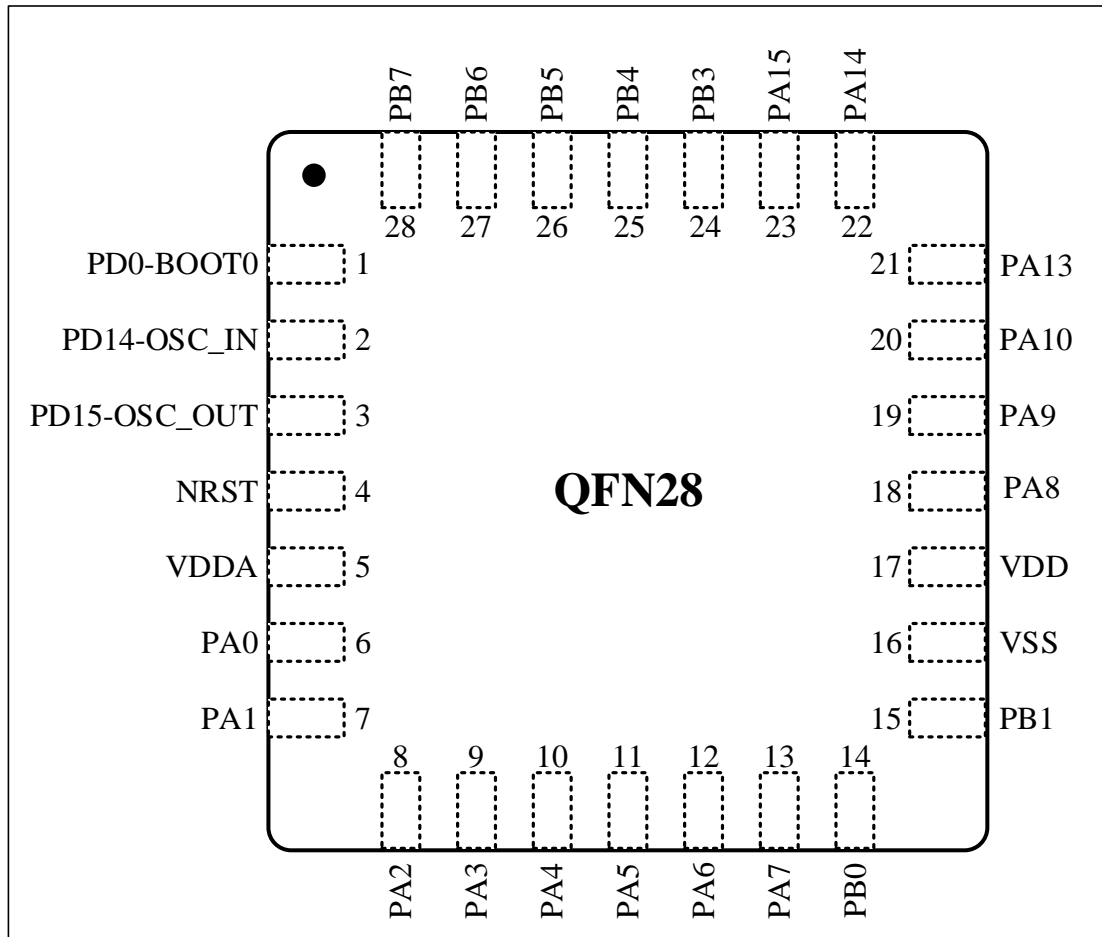 PB7 PB6 PB5 PB4 PB3 PA15 PA14
28 27 26 25 24 23 22
PD0-BOOT0 1 21 PA13
PD14-OSC_IN 2 20 PA10
PD15-OSC_OUT 3 19 PA9
NRST 4 QFN28 18 PA8
VDDA 5 17 VDD
PA0 6 16 VSS
PA1 7 15 PB1
8 9 10 11 12 13 14
PA2 PA3 PA4 PA5 PA6 PA7 PB0